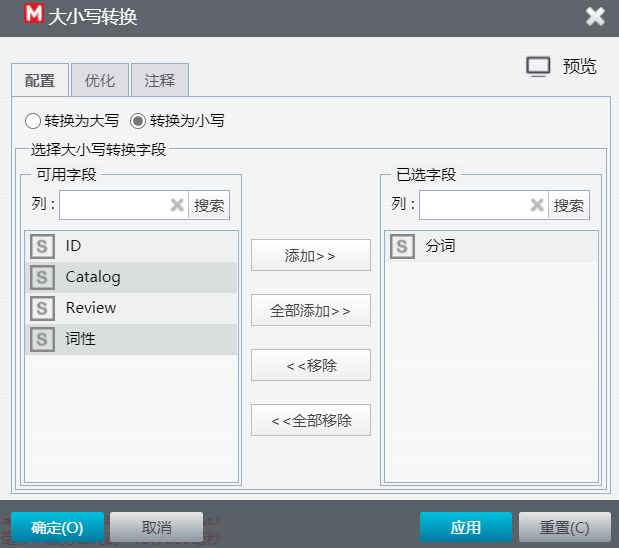 M 大小写转换
预览
配置 优化 注释
转换为大写 转换为小写
选择大小写转换字段
可用字段
列： 搜索
S ID
S Catalog
S Review
S 词性
添加>>
全部添加>>
<<移除
<<全部移除
已选字段
列： 搜索
S 分词
确定(O) 取消 应用 重置(C)